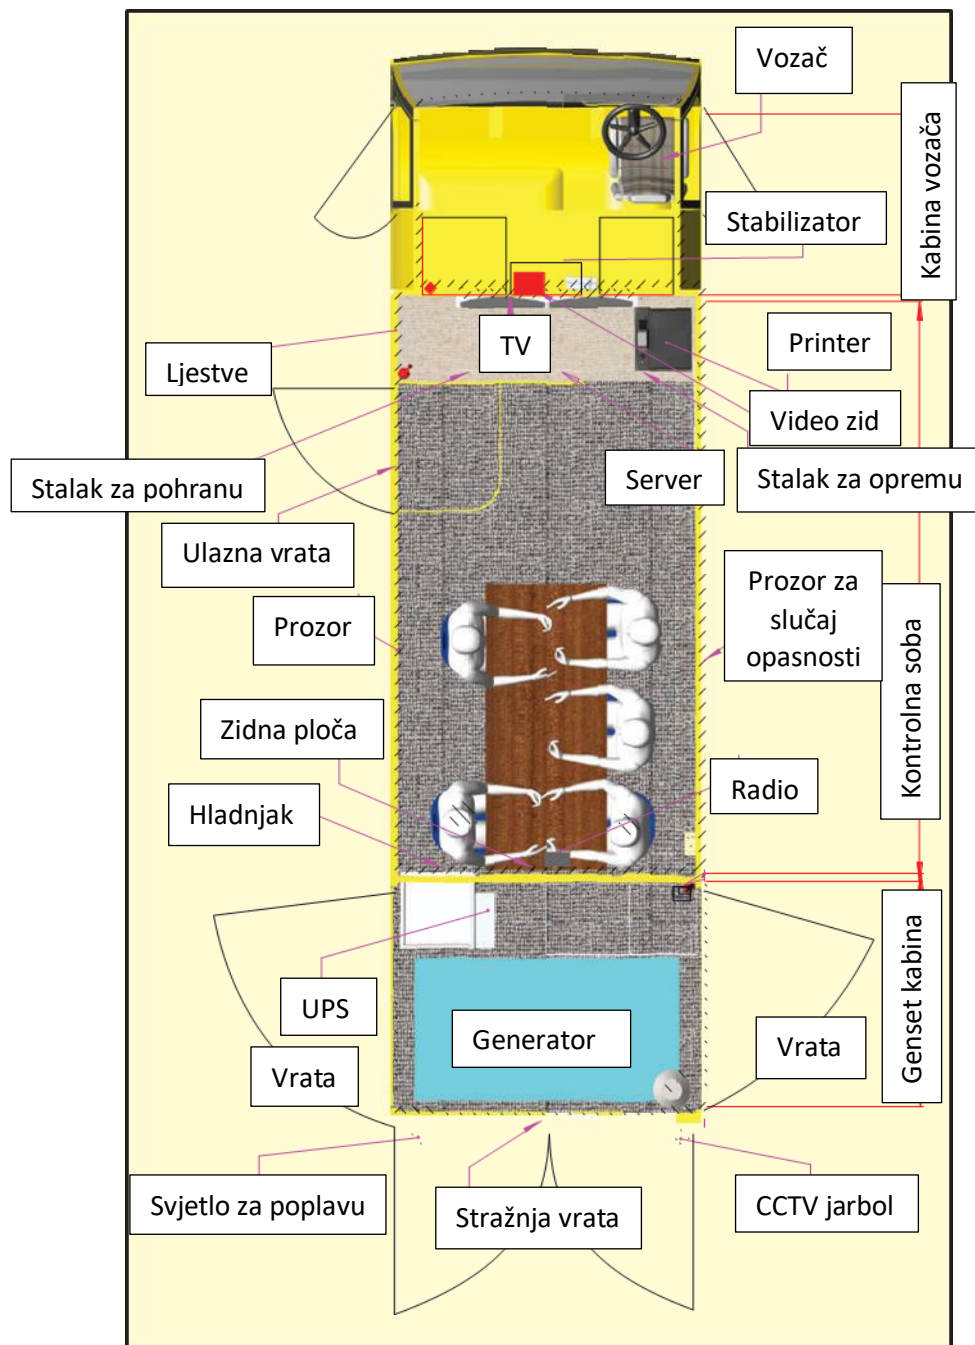 Vozač
Kabina vozača
Stabilizator
TV
Printer
Ljestve
Video zid
Stalak za pohranu
Server
Stalak za opremu
Ulazna vrata
Prozor
Prozor za
slučaj
opasnosti
Kontrolna soba
Zidna ploča
Radio
Hladnjak
UPS
Generator
Vrata
Vrata
Genset kabina
Svjetlo za poplavu
Stražnja vrata
CCTV jarbol